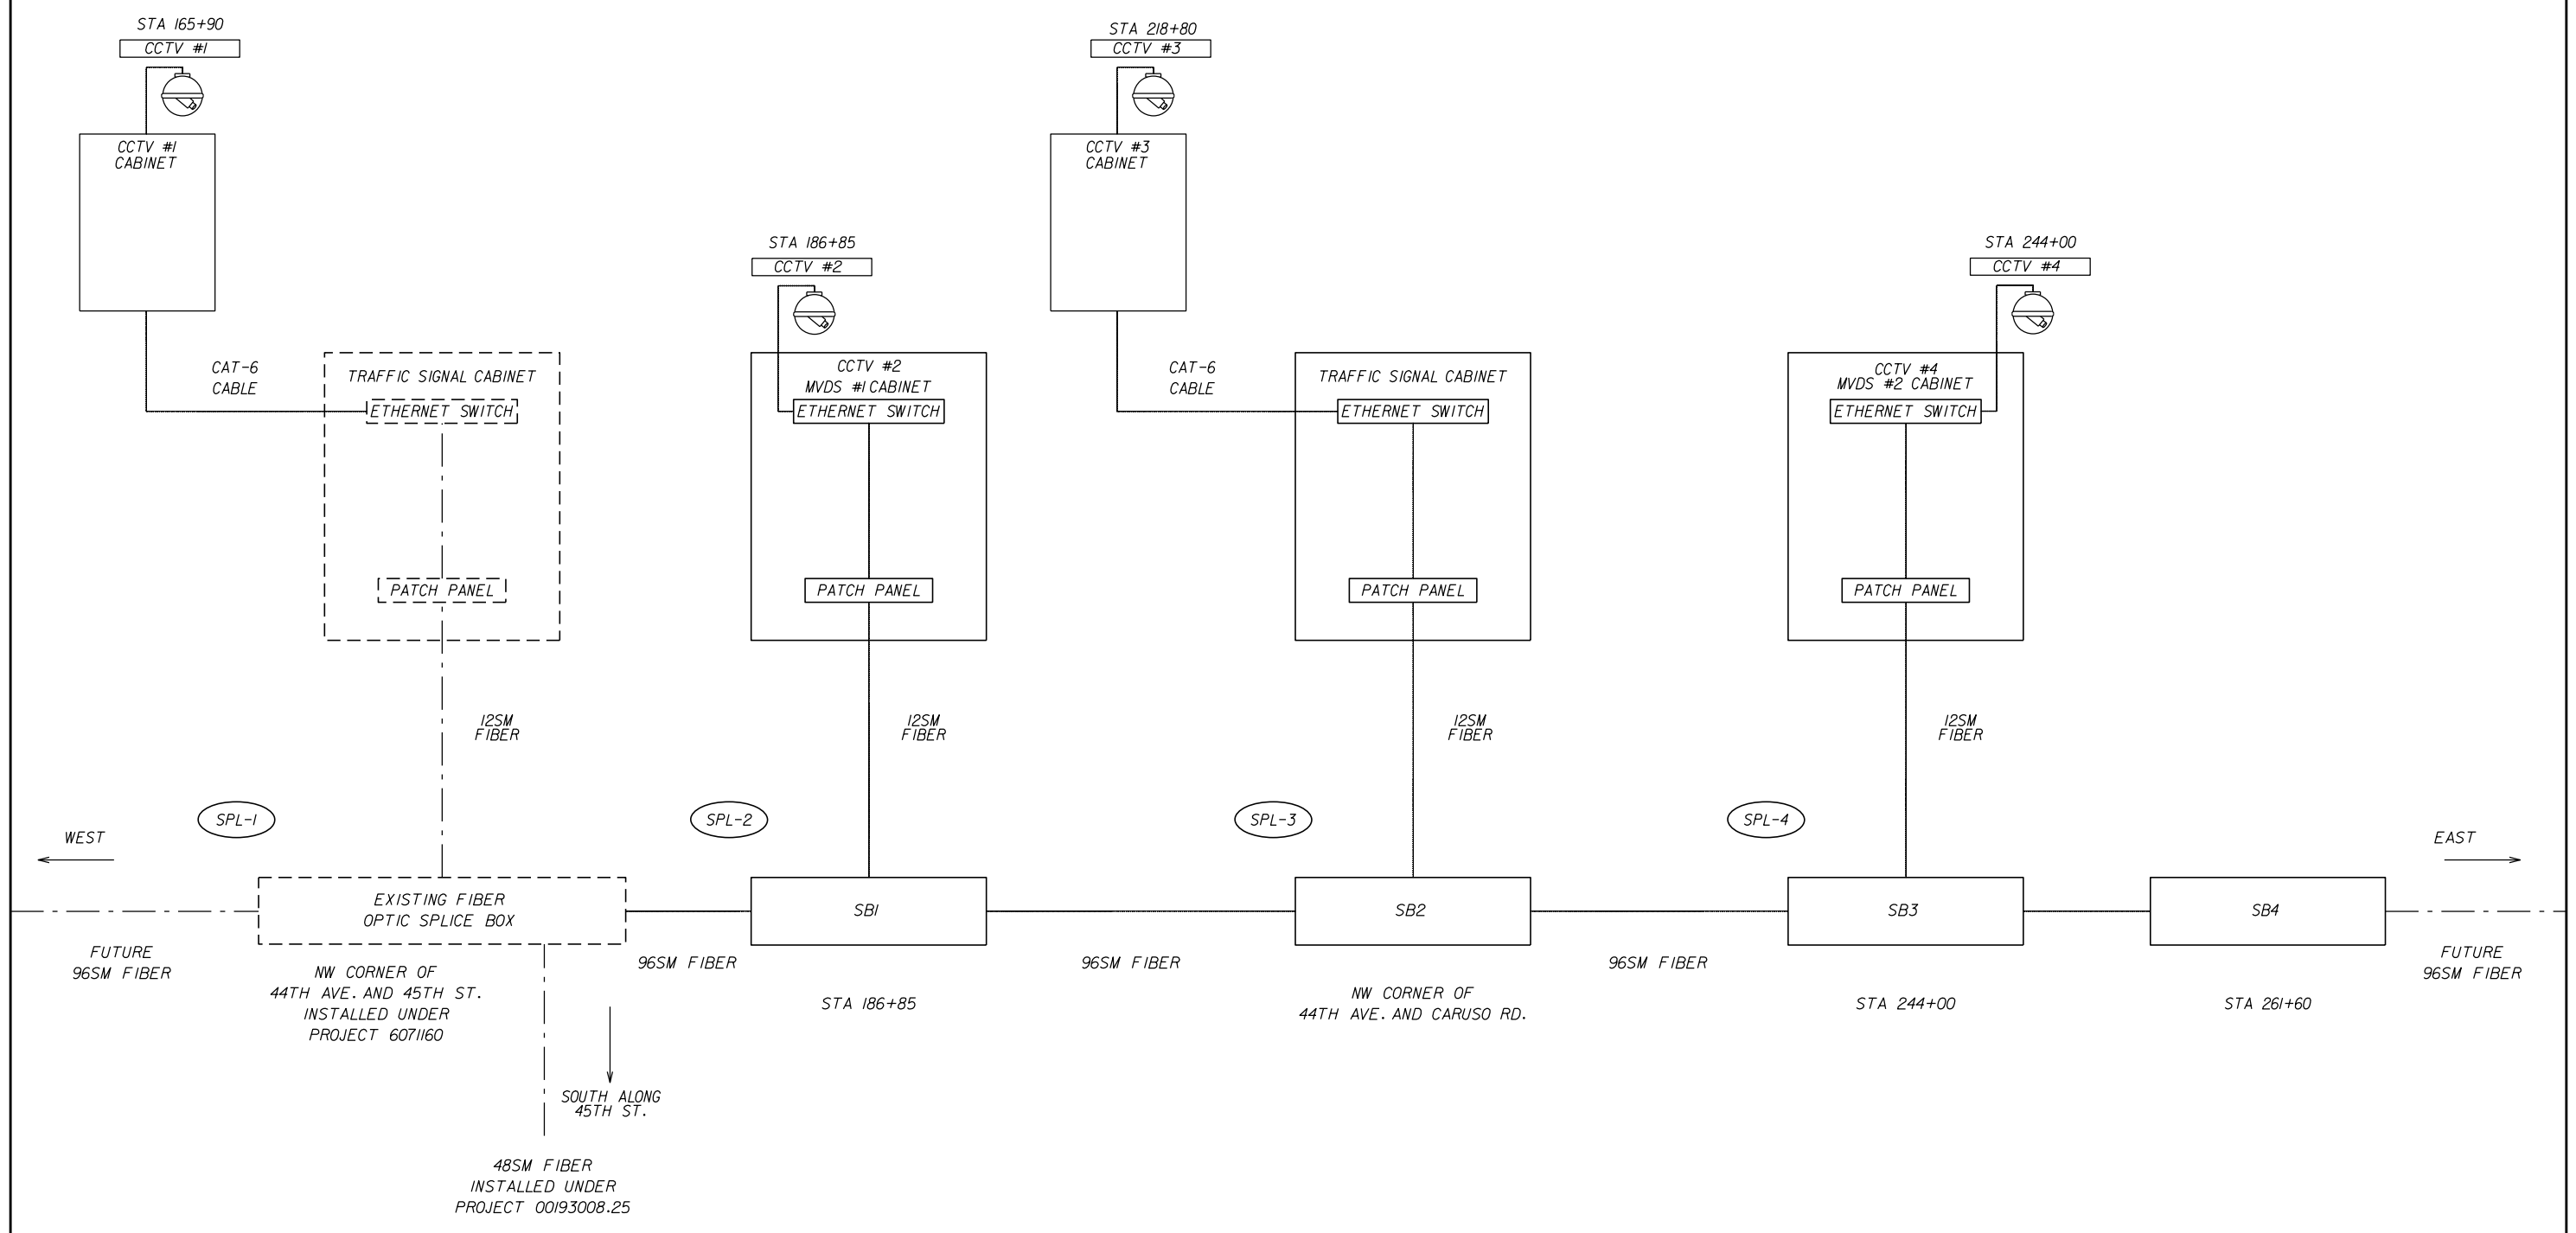 STA 165+90
CCTV #1
CCTV #1
CABINET
CAT-6
CABLE
TRAFFIC SIGNAL CABINET
ETHERNET SWITCH
PATCH PANEL
12SM
FIBER
STA 186+85
CCTV #2
CCTV #2
MVDS #1 CABINET
ETHERNET SWITCH
PATCH PANEL
12SM
FIBER
STA 218+80
CCTV #3
CCTV #3
CABINET
CAT-6
CABLE
TRAFFIC SIGNAL CABINET
ETHERNET SWITCH
PATCH PANEL
12SM
FIBER
STA 244+00
CCTV #4
CCTV #4
MVDS #2 CABINET
ETHERNET SWITCH
PATCH PANEL
12SM
FIBER
WEST
SPL-1
SPL-2
SPL-3
SPL-4
EAST
FUTURE
96SM FIBER
EXISTING FIBER
OPTIC SPLICE BOX
NW CORNER OF
44TH AVE. AND 45TH ST.
INSTALLED UNDER
PROJECT 6071160
96SM FIBER
SB1
STA 186+85
96SM FIBER
SB2
NW CORNER OF
44TH AVE. AND CARUSO RD.
96SM FIBER
SB3
STA 244+00
SB4
STA 261+60
FUTURE
96SM FIBER
SOUTH ALONG
45TH ST.
48SM FIBER
INSTALLED UNDER
PROJECT 00193008.25